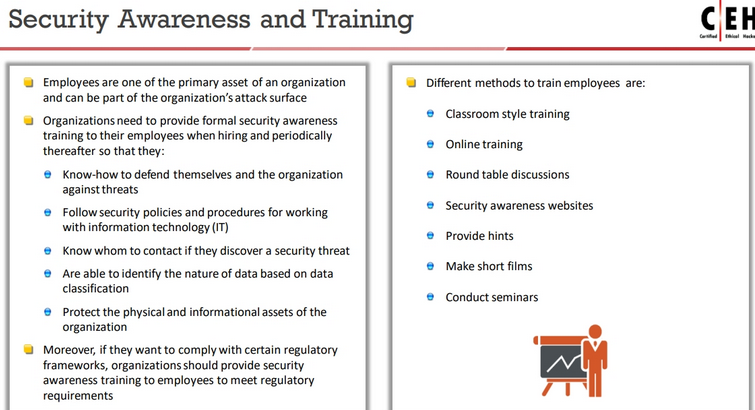 Security Awareness and Training
CEH
Certified Ethical Hacker
Employees are one of the primary asset of an organization
and can be part of the organization's attack surface
Organizations need to provide formal security awareness
training to their employees when hiring and periodically
thereafter so that they:
Know-how to defend themselves and the organization
against threats
Follow security policies and procedures for working
with information technology (IT)
Know whom to contact if they discover a security threat
Are able to identify the nature of data based on data
classification
Protect the physical and informational assets of the
organization
Moreover, if they want to comply with certain regulatory
frameworks, organizations should provide security
awareness training to employees to meet regulatory
requirements
Different methods to train employees are:
Classroom style training
Online training
Round table discussions
Security awareness websites
Provide hints
Make short films
Conduct seminars